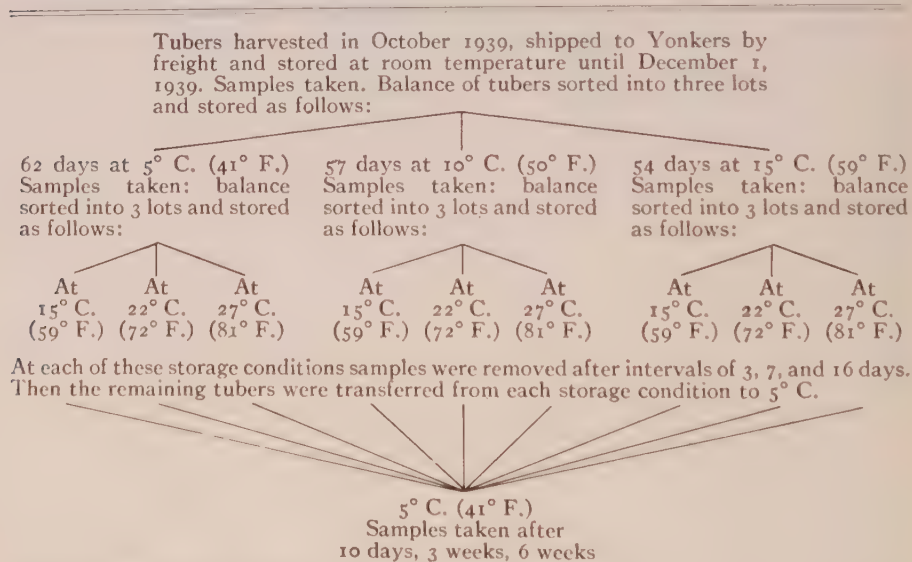 Tubers harvested in October 1939, shipped to Yonkers by
freight and stored at room temperature until December 1,
1939. Samples taken. Balance of tubers sorted into three lots
and stored as follows:
62 days at 5° C. (41° F.)
Samples taken: balance
sorted into 3 lots and stored
as follows:
57 days at 10° C. (50° F.)
Samples taken: balance
sorted into 3 lots and stored
as follows:
54 days at 15° C. (59° F.)
Samples taken: balance
sorted into 3 lots and stored
as follows:
At
15° C.
(59° F.)
At
22° C.
(72° F.)
At
27° C.
(81° F.)
At
15° C.
(59° F.)
At
22° C.
(72° F.)
At
27° C.
(81° F.)
At
15° C.
(59° F.)
At
22° C.
(72° F.)
At
27° C.
(81° F.)
At each of these storage conditions samples were removed after intervals of 3, 7, and 16 days.
Then the remaining tubers were transferred from each storage condition to 5° C.
5° C. (41° F.)
Samples taken after
10 days, 3 weeks, 6 weeks